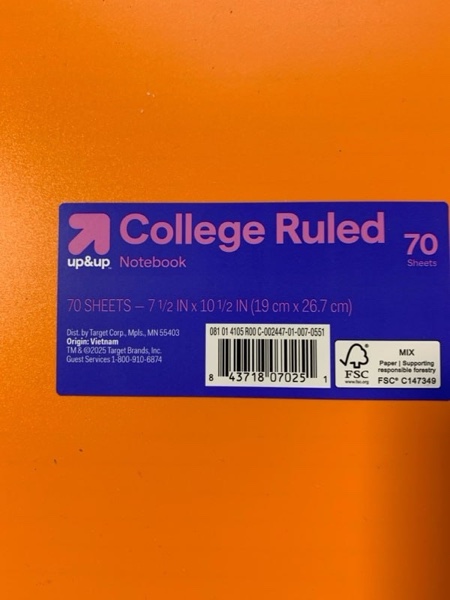 College Ruled
70
Sheets
up&up
Notebook
70 SHEETS – 7 1/2 IN x 10 1/2 IN (19 cm x 26.7 cm)
Dist. by Target Corp., Mpls., MN 55403
Origin: Vietnam
TM & ©2025 Target Brands, Inc.
Guest Services 1-800-910-6874
081 01 4105 R00 C-002447-01-007-0551
8 43718 07025 1
FSC
www.fsc.org
MIX
Paper | Supporting
responsible forestry
FSC® C147349